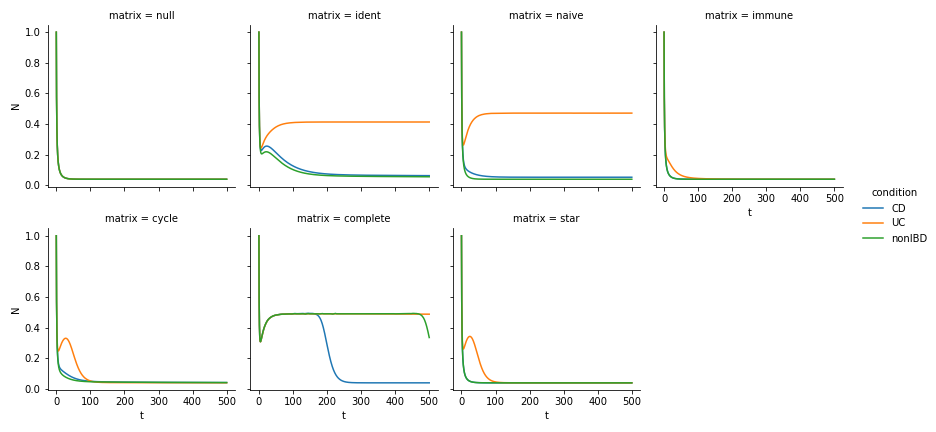 matrix = null
matrix = ident
matrix = naive
matrix = immune
1.0
0.8
0.6
0.4
0.2
0.0
N
0 100 200 300 400 500
t
condition
CD
UC
nonIBD
matrix = cycle
matrix = complete
matrix = star
1.0
0.8
0.6
0.4
0.2
0.0
N
0 100 200 300 400 500
t
0 100 200 300 400 500
t
0 100 200 300 400 500
t